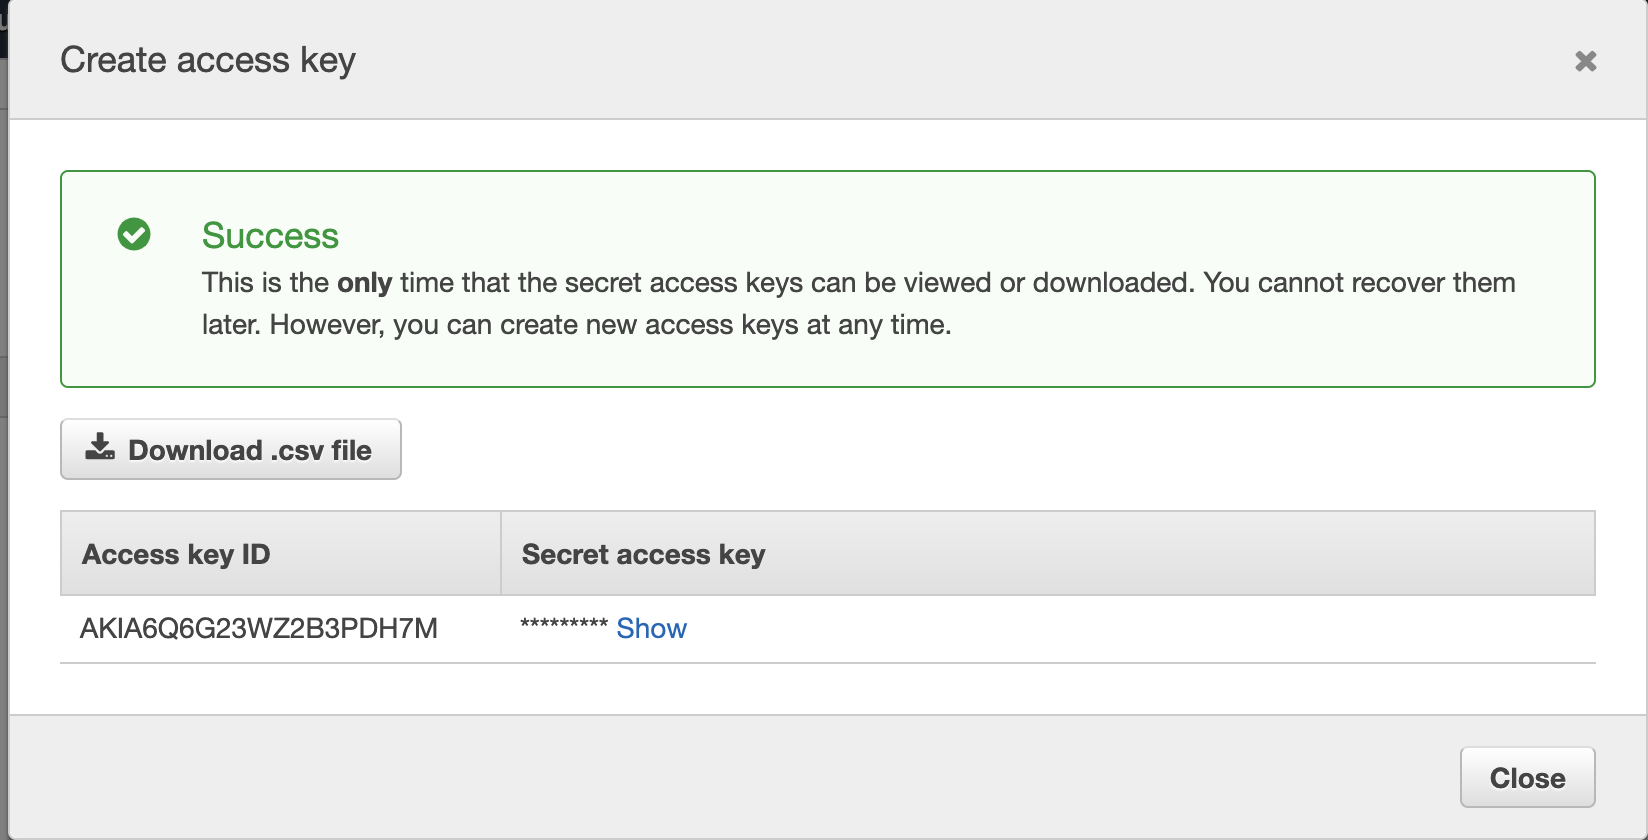 Create access key
Success
This is the only time that the secret access keys can be viewed or downloaded. You cannot recover them
later. However, you can create new access keys at any time.
Download .csv file
Access key ID Secret access key
AKIA6Q6G23WZ2B3PDH7M ********* Show
Close